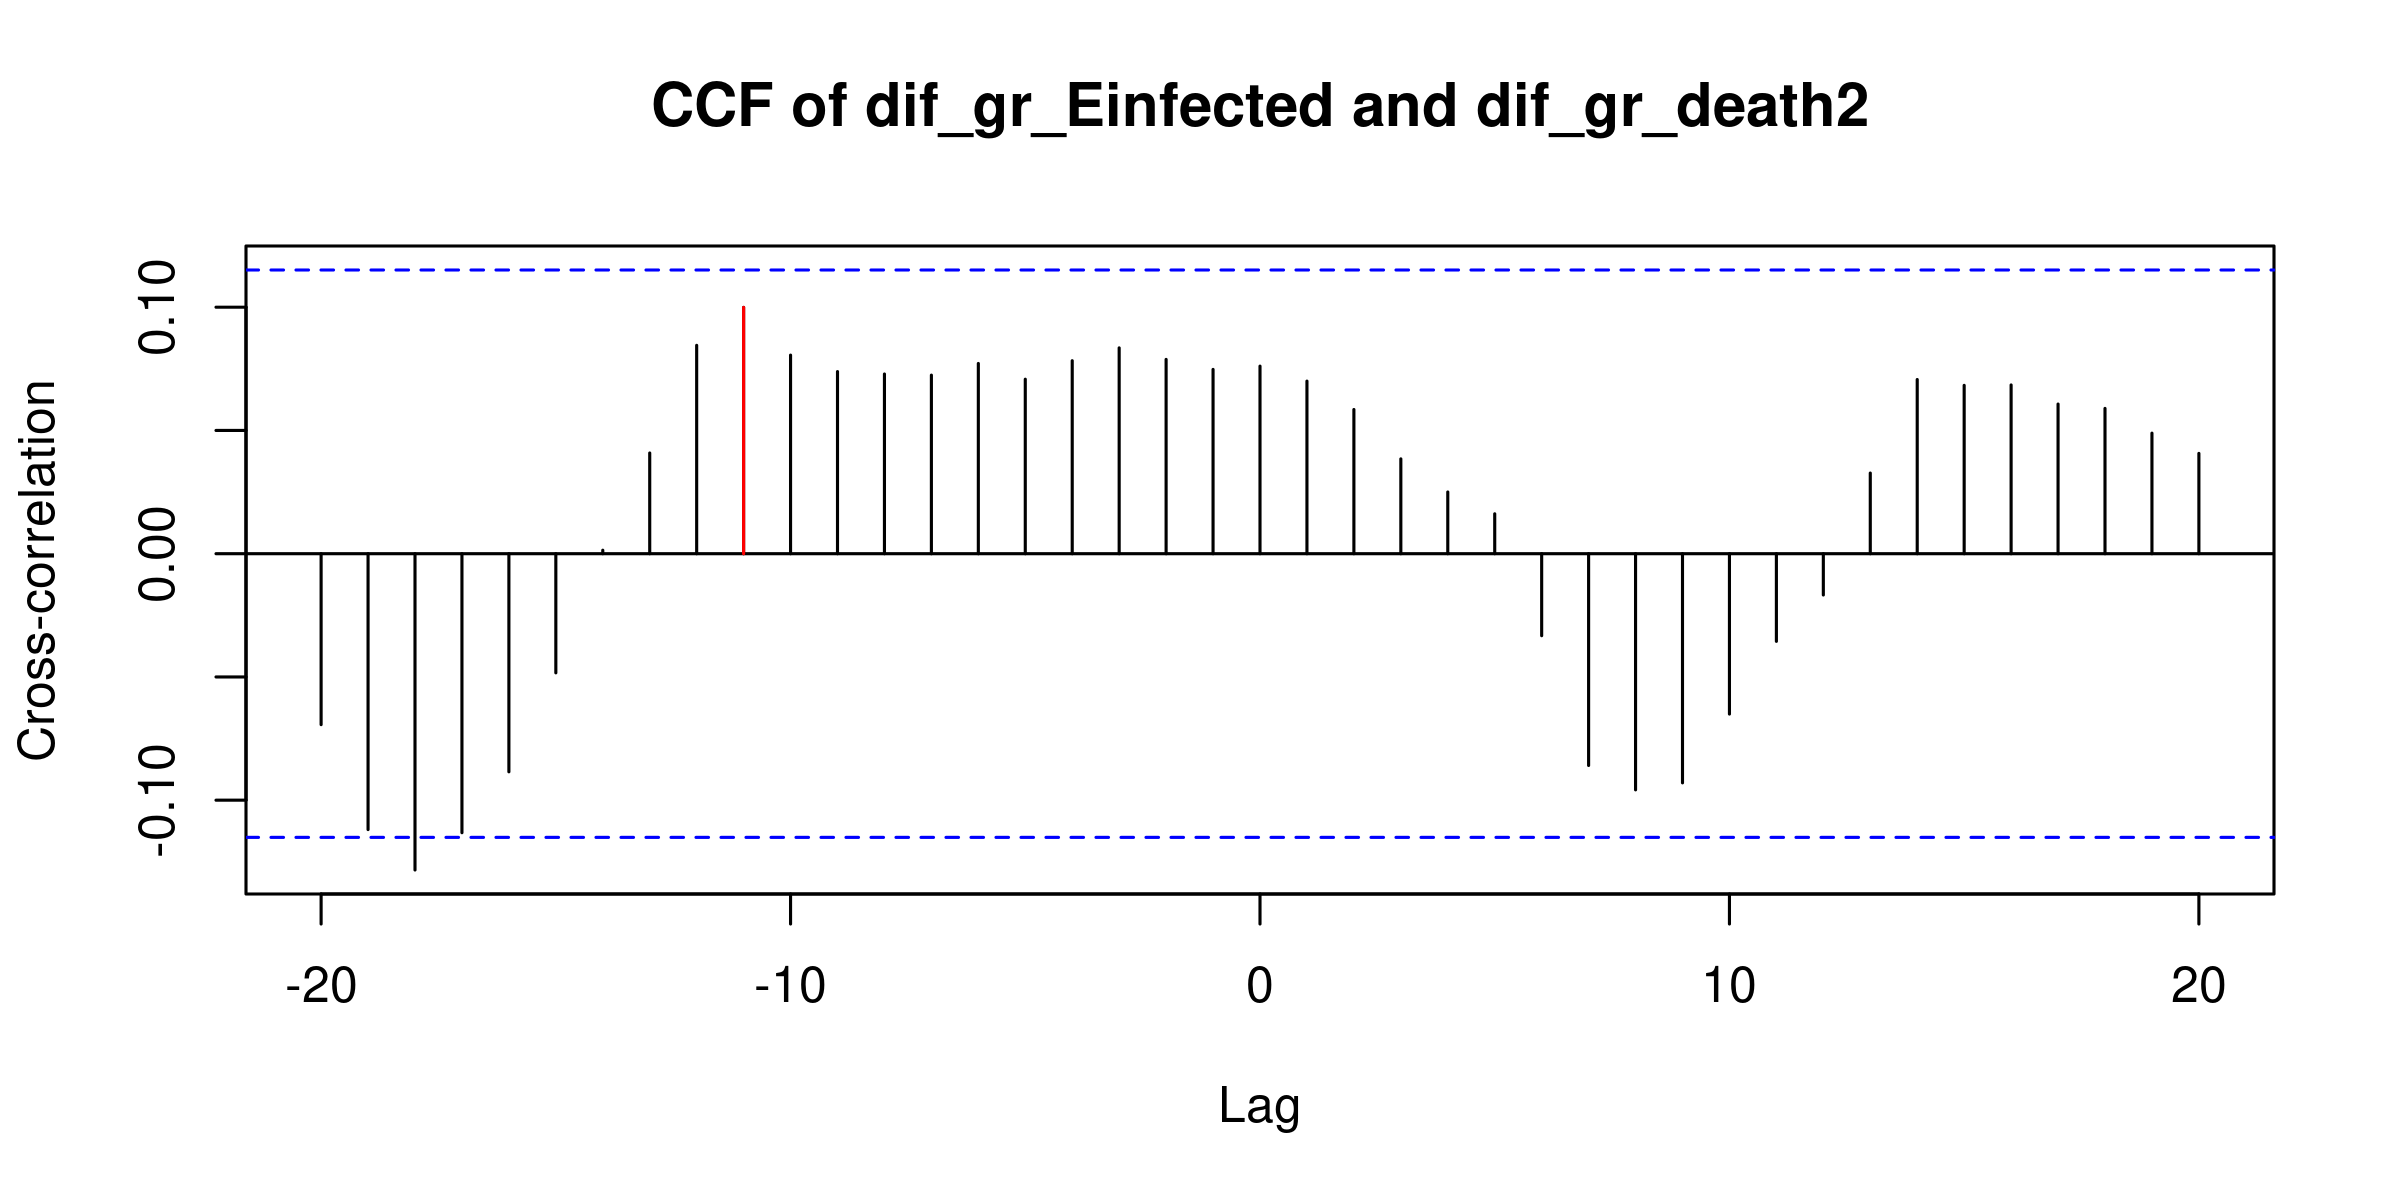 CCF of dif_gr_Einfected and dif_gr_death2
Cross-correlation
0.10
0.00
-0.10
-20 -10 0 10 20
Lag